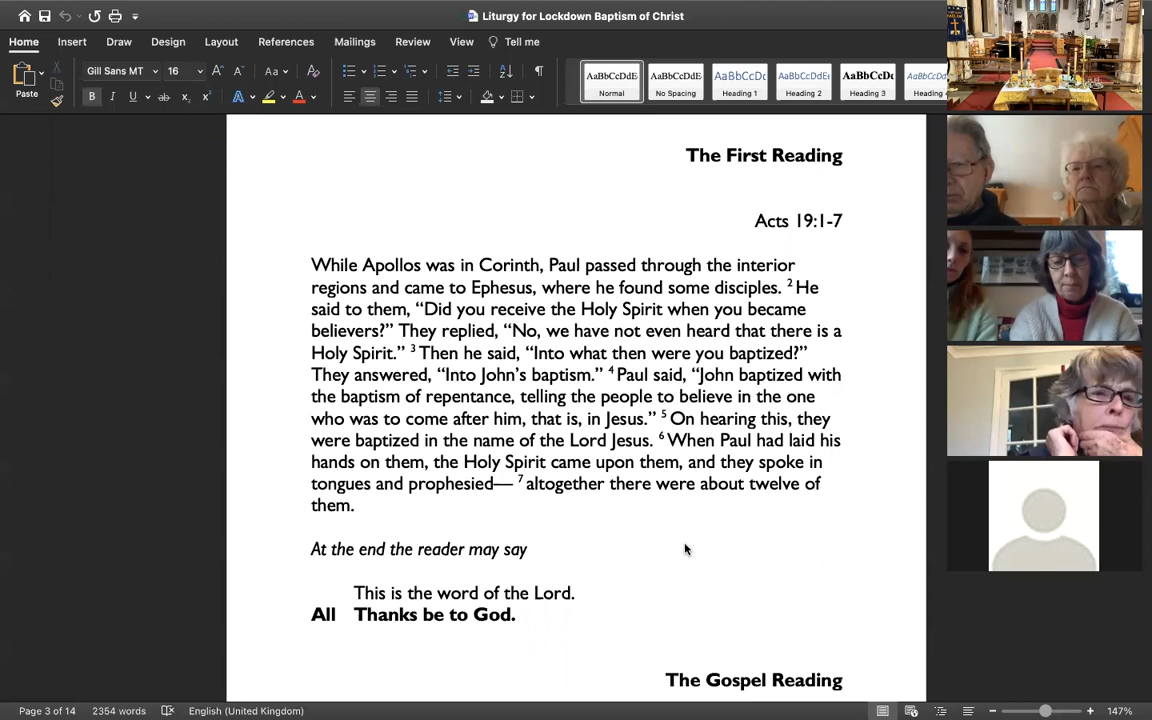 Liturgy for Lockdown Baptism of Christ
Home Insert Draw Design Layout References Mailings Review View Tell me
Paste
Gill Sans MT 16
AaBbCcDdE AaBbCcDdE AaBbCcDc AaBbCcDdEe AaBbCcDc AaBbCcDdE
Normal No Spacing Heading 1 Heading 2 Heading 3 Heading
The First Reading
Acts 19:1-7
While Apollos was in Corinth, Paul passed through the interior
regions and came to Ephesus, where he found some disciples. 2 He
said to them, “Did you receive the Holy Spirit when you became
believers?” They replied, “No, we have not even heard that there is a
Holy Spirit.” 3 Then he said, “Into what then were you baptized?”
They answered, “Into John’s baptism.” 4 Paul said, “John baptized with
the baptism of repentance, telling the people to believe in the one
who was to come after him, that is, in Jesus.” 5 On hearing this, they
were baptized in the name of the Lord Jesus. 6 When Paul had laid his
hands on them, the Holy Spirit came upon them, and they spoke in
tongues and prophesied— 7 altogether there were about twelve of
them.
At the end the reader may say
This is the word of the Lord.
All Thanks be to God.
The Gospel Reading
Page 3 of 14 2354 words English (United Kingdom) 147%